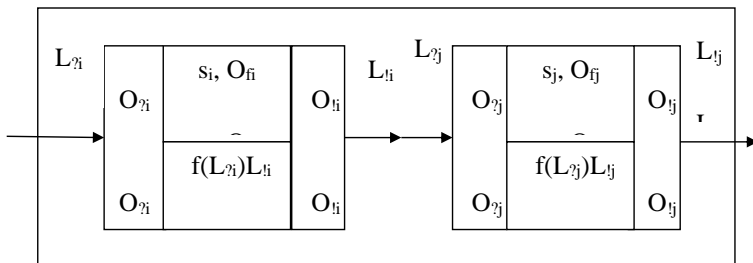 L?i L!i L?j L!j
si, Ofi sj, Ofj
O?i O!i O?j O!j
f(L?i)L!i f(L?j)L!j
O?i O!i O?j O!j